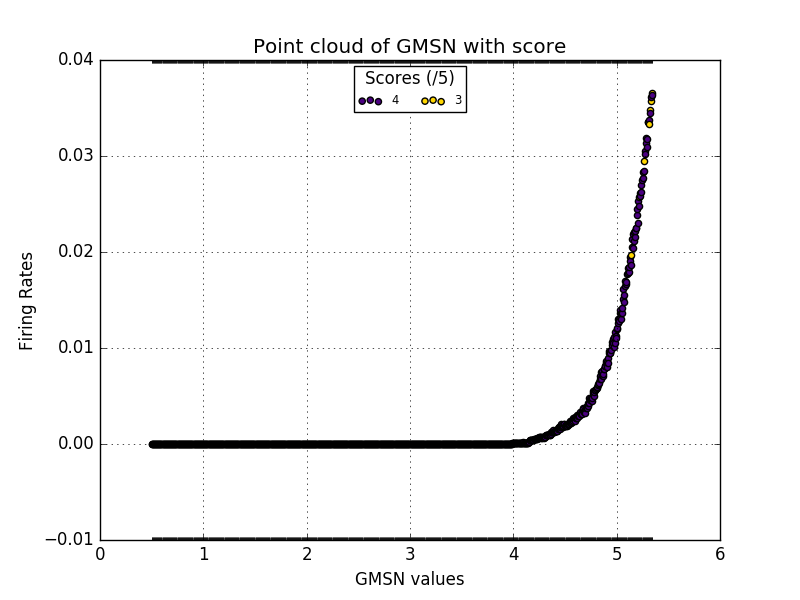 Point cloud of GMSN with score
Scores (/5)
4 3
0.04
0.03
0.02
0.01
0.00
−0.01
Firing Rates
0 1 2 3 4 5 6
GMSN values